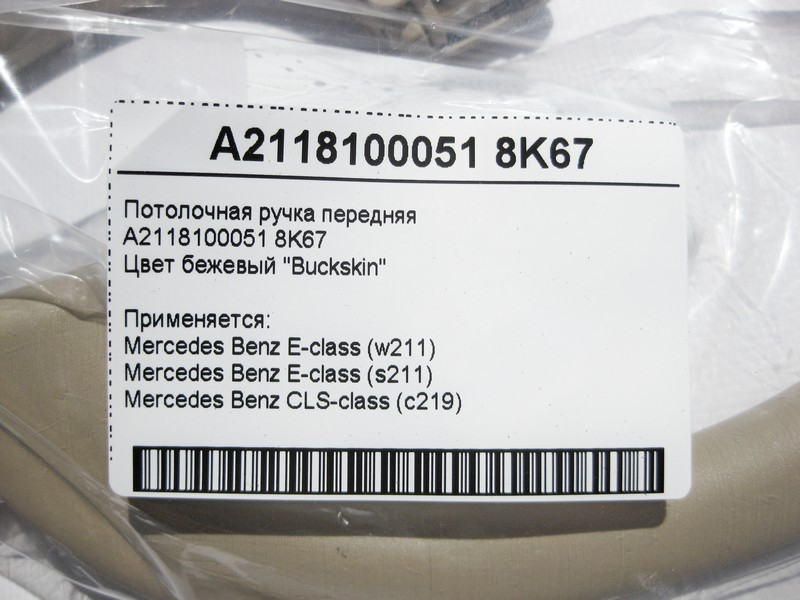 A2118100051 8K67
Потолочная ручка передняя
A2118100051 8K67
Цвет бежевый "Buckskin"
Применяется:
Mercedes Benz E-class (w211)
Mercedes Benz E-class (s211)
Mercedes Benz CLS-class (c219)